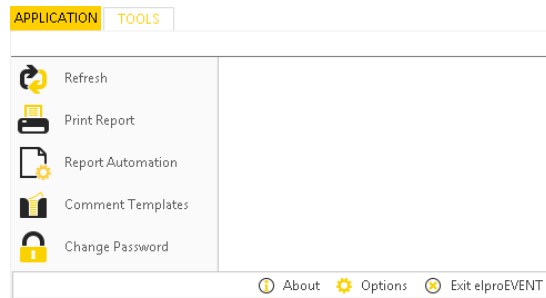 APPLICATION TOOLS
Refresh
Print Report
Report Automation
Comment Templates
Change Password
About Options Exit elproEVENT